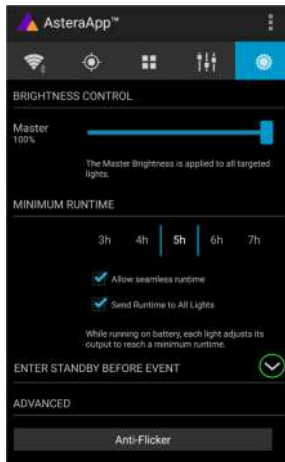 AsteraApp™
BRIGHTNESS CONTROL
Master
100%
The Master Brightness is applied to all targeted
lights.
MINIMUM RUNTIME
3h 4h 5h 6h 7h
Allow seamless runtime
Send Runtime to All Lights
While running on battery, each light adjusts its
output to reach a minimum runtime.
ENTER STANDBY BEFORE EVENT
ADVANCED
Anti-Flicker